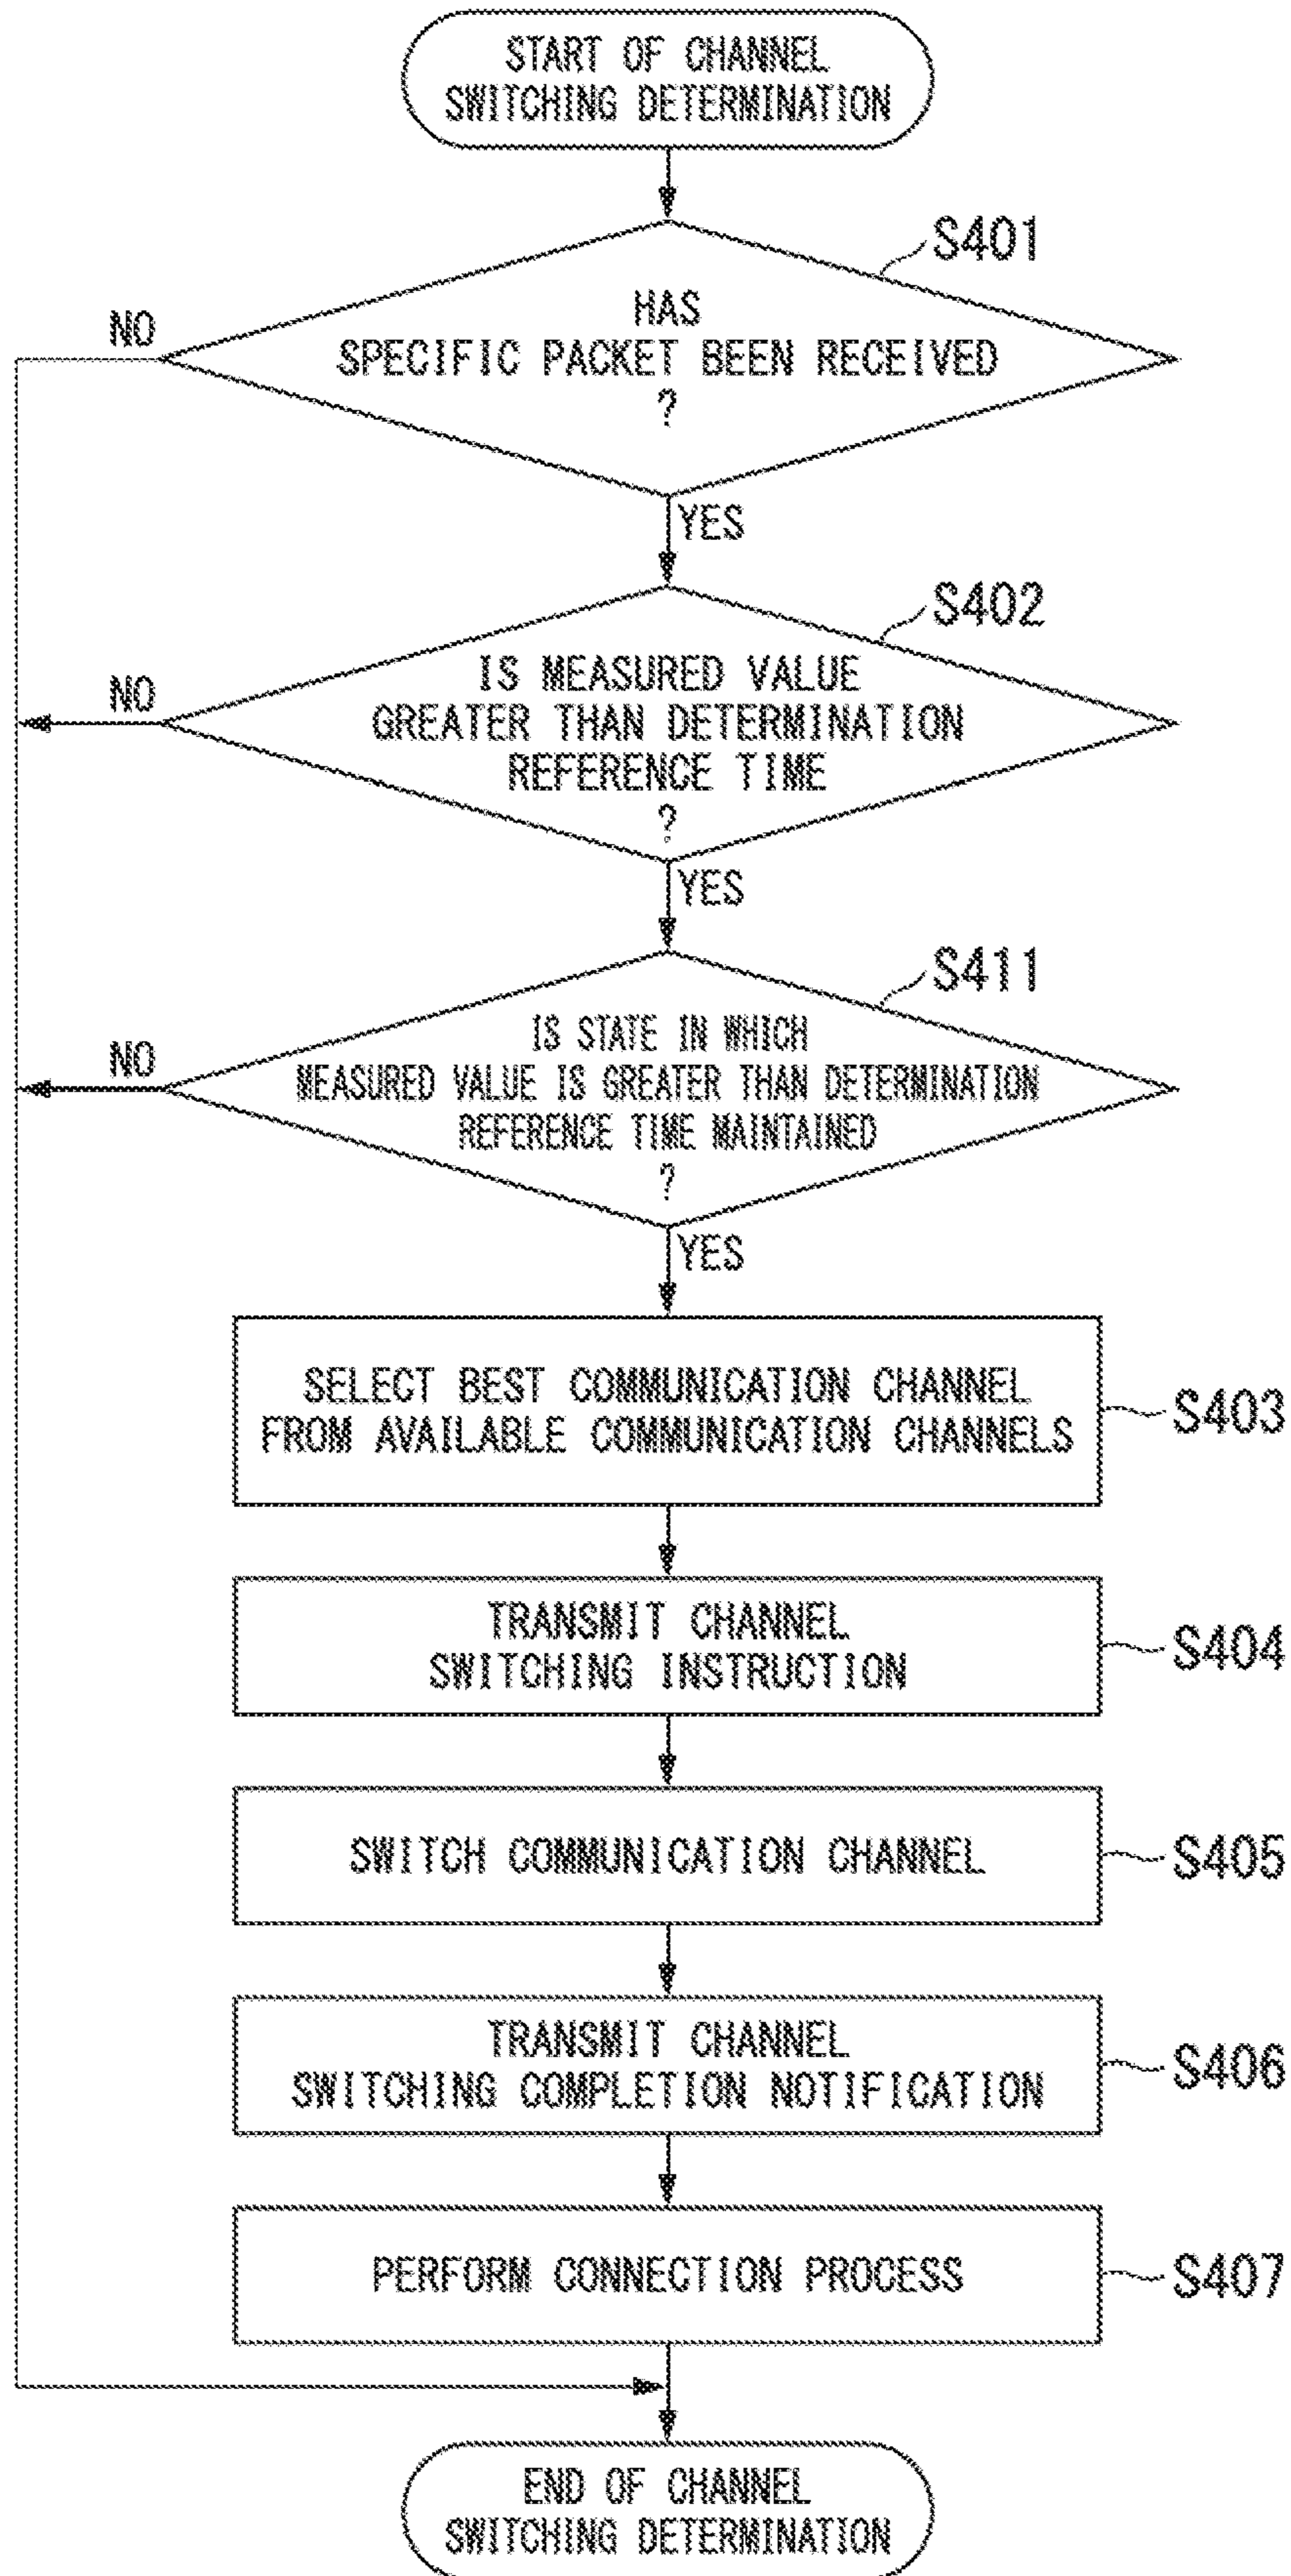 START OF CHANNEL
SWITCHING DETERMINATION
S401
NO
HAS
SPECIFIC PACKET BEEN RECEIVED
?
YES
S402
NO
IS MEASURED VALUE
GREATER THAN DETERMINATION
REFERENCE TIME
?
YES
S411
NO
IS STATE IN WHICH
MEASURED VALUE IS GREATER THAN DETERMINATION
REFERENCE TIME MAINTAINED
?
YES
SELECT BEST COMMUNICATION CHANNEL
FROM AVAILABLE COMMUNICATION CHANNELS
S403
TRANSMIT CHANNEL
SWITCHING INSTRUCTION
S404
SWITCH COMMUNICATION CHANNEL
S405
TRANSMIT CHANNEL
SWITCHING COMPLETION NOTIFICATION
S406
PERFORM CONNECTION PROCESS
S407
END OF CHANNEL
SWITCHING DETERMINATION